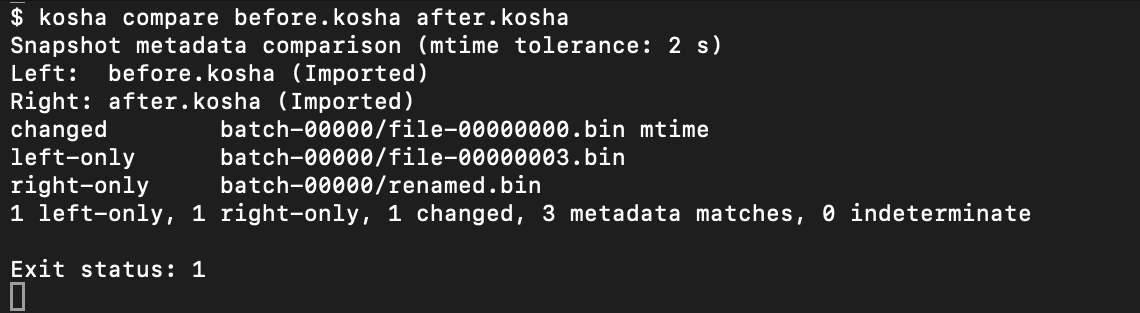 $ kosha compare before.kosha after.kosha
Snapshot metadata comparison (mtime tolerance: 2 s)
Left:  before.kosha (Imported)
Right: after.kosha (Imported)
changed        batch-00000/file-00000000.bin mtime
left-only      batch-00000/file-00000003.bin
right-only     batch-00000/renamed.bin
1 left-only, 1 right-only, 1 changed, 3 metadata matches, 0 indeterminate
Exit status: 1